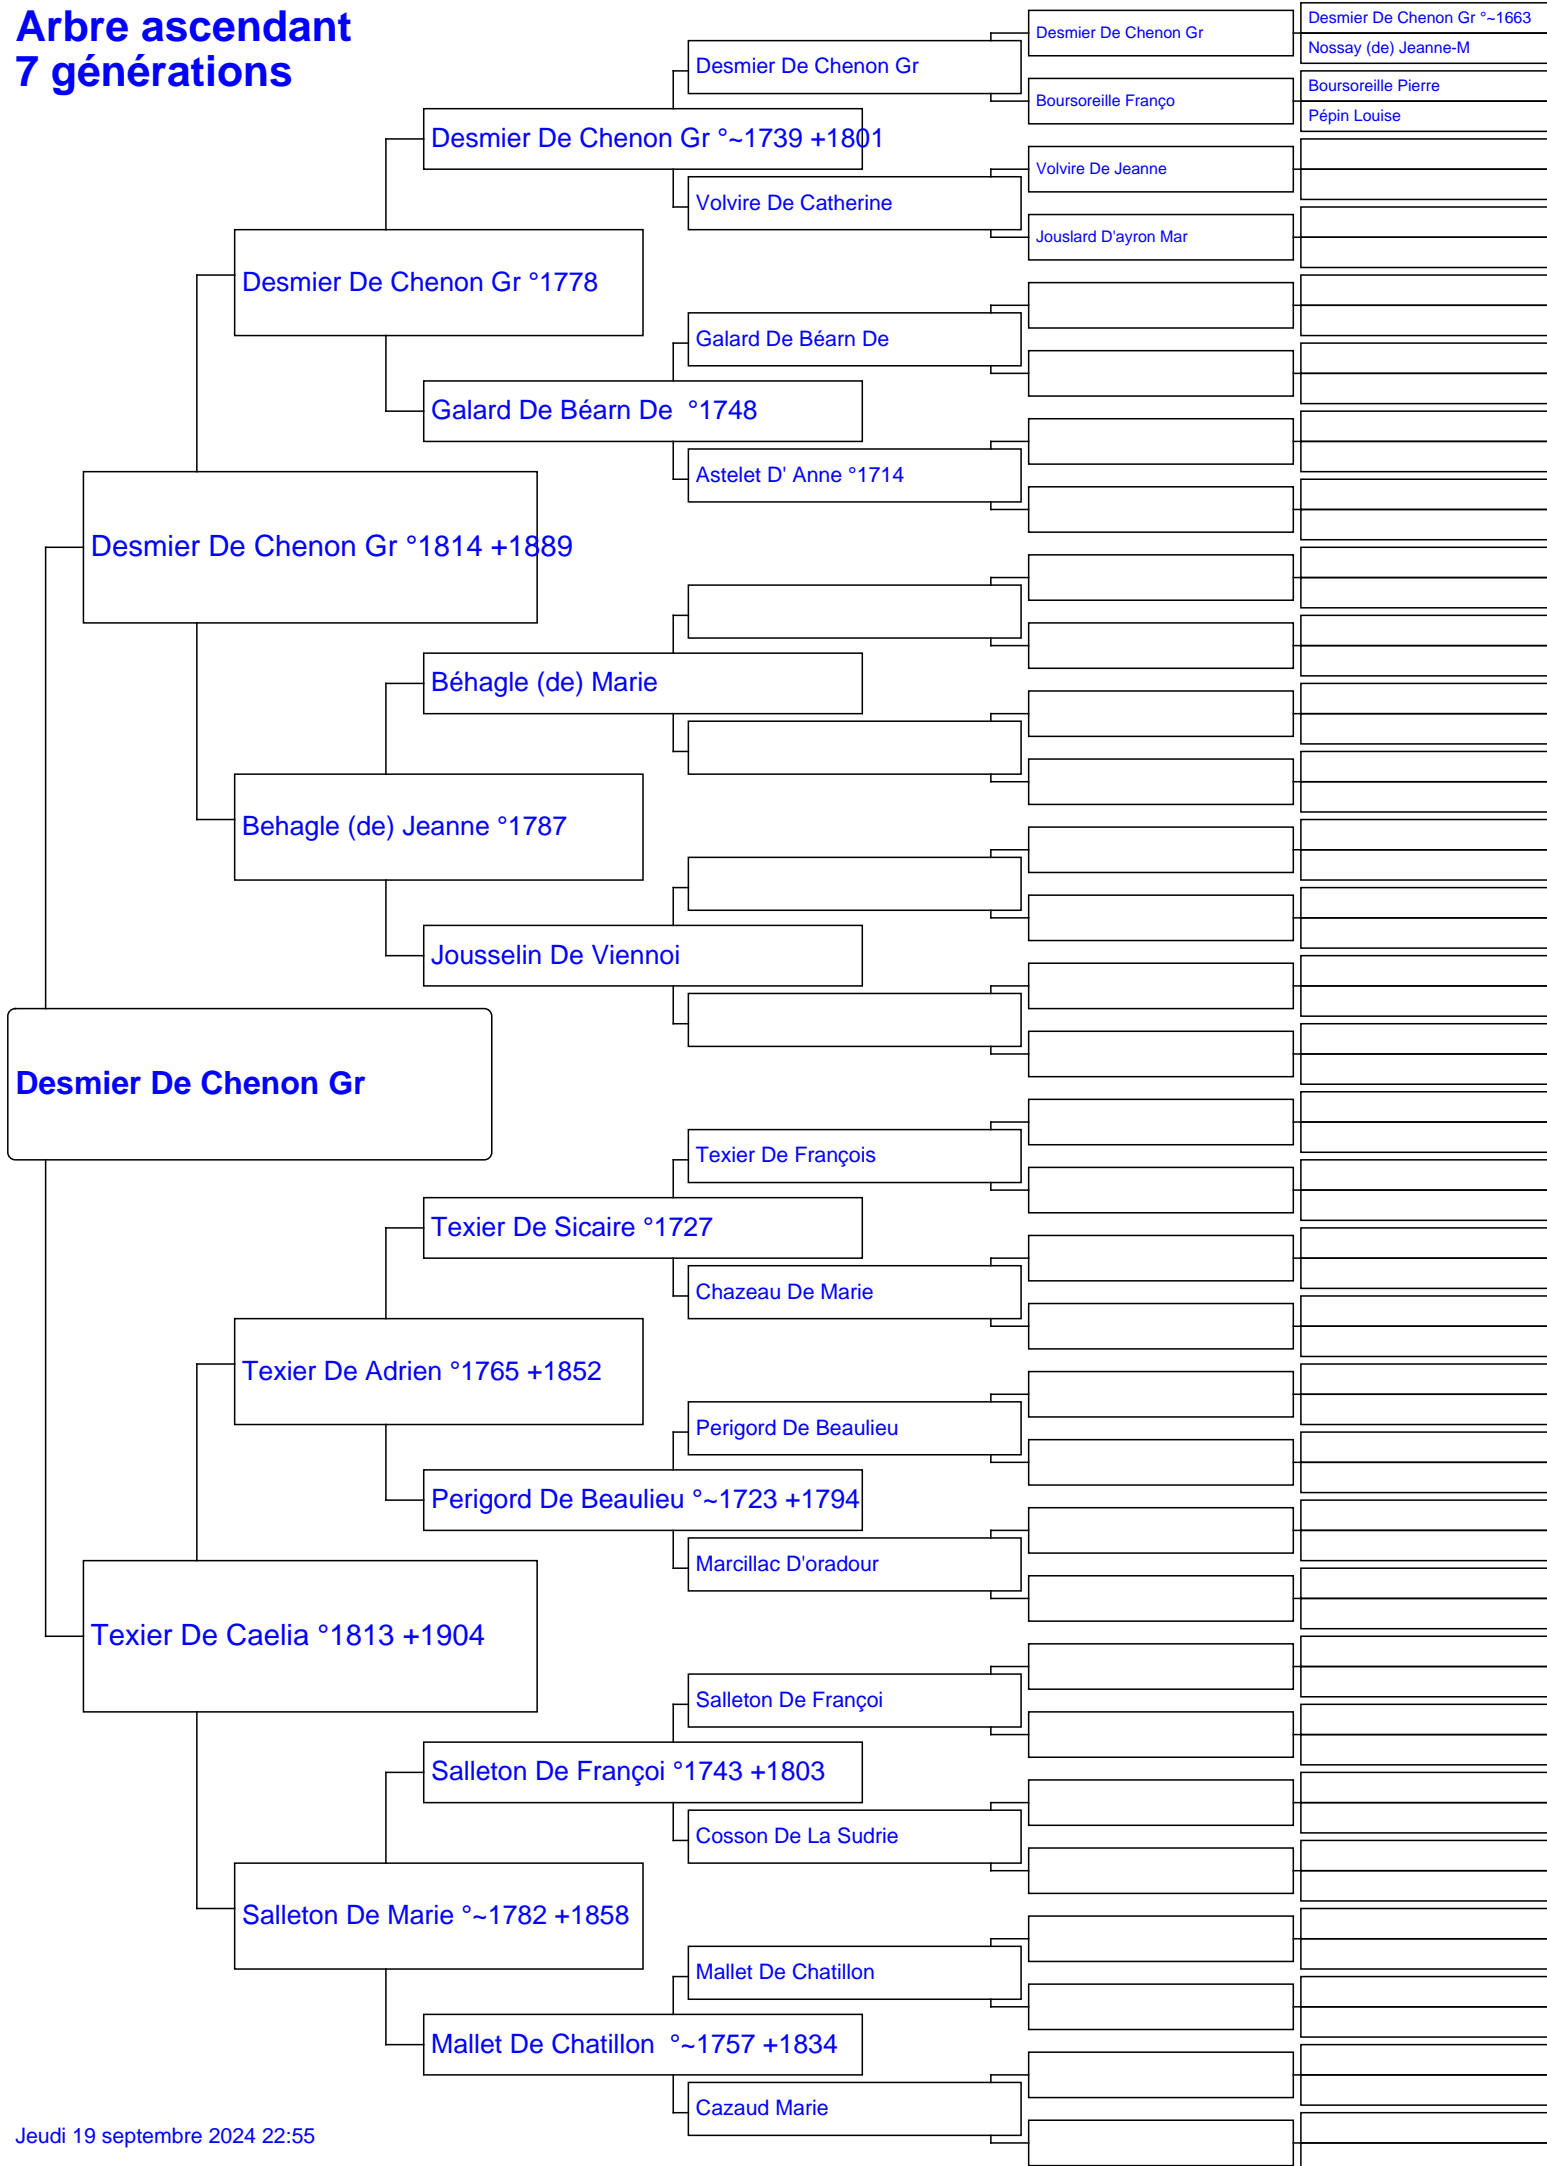 Arbre ascendant
7 générations
Desmier De Chenon Gr °~1663
Desmier De Chenon Gr
Nossay (de) Jeanne-M
Desmier De Chenon Gr
Boursoreille Pierre
Boursoreille Franço
Pépin Louise
Desmier De Chenon Gr °~1739 +1801
Volvire De Jeanne
Volvire De Catherine
Jouslard D'ayron Mar
Desmier De Chenon Gr °1778
Galard De Béarn De
Galard De Béarn De  °1748
Astelet D' Anne °1714
Desmier De Chenon Gr °1814 +1889
Béhagle (de) Marie
Behagle (de) Jeanne °1787
Jousselin De Viennoi
Desmier De Chenon Gr
Texier De François
Texier De Sicaire °1727
Chazeau De Marie
Texier De Adrien °1765 +1852
Perigord De Beaulieu
Perigord De Beaulieu °~1723 +1794
Marcillac D'oradour
Texier De Caelia °1813 +1904
Salleton De Françoi
Salleton De Françoi °1743 +1803
Cosson De La Sudrie
Salleton De Marie °~1782 +1858
Mallet De Chatillon
Mallet De Chatillon  °~1757 +1834
Cazaud Marie
Jeudi 19 septembre 2024 22:55